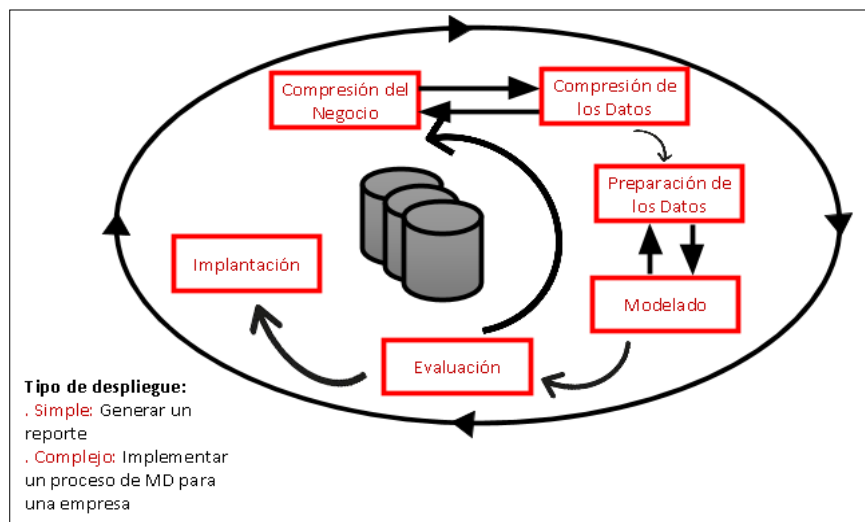 Compresión del
Negocio
Compresión de
los Datos
Preparación de
los Datos
Implantación
Modelado
Evaluación
Tipo de despliegue:
. Simple: Generar un
reporte
. Complejo: Implementar
un proceso de MD para
una empresa